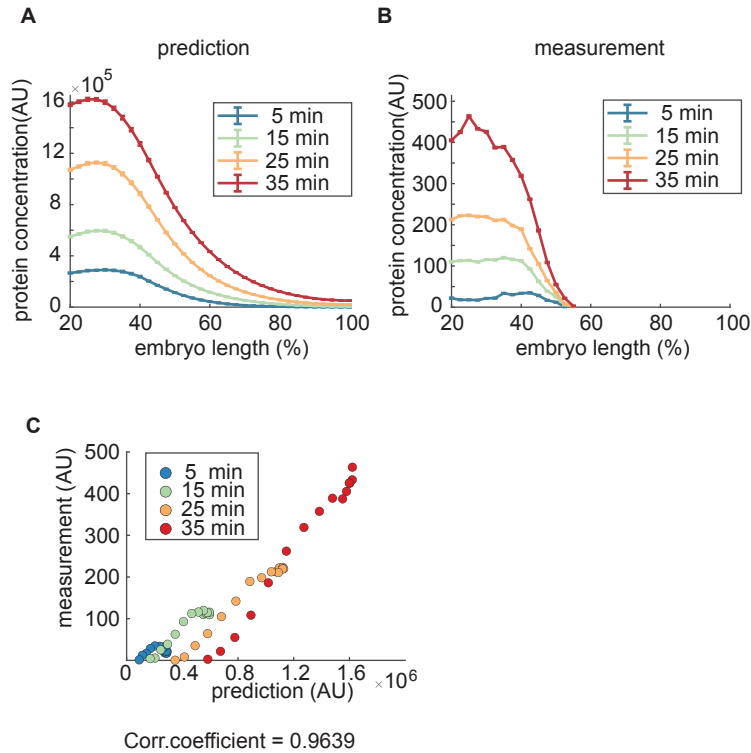 A
prediction
× 10⁵
protein concentration(AU)
16
12
8
4
0
20 40 60 80 100
embryo length (%)
5 min
15 min
25 min
35 min
B
measurement
protein concentration(AU)
500
400
300
200
100
0
20 40 60 80 100
embryo length (%)
5 min
15 min
25 min
35 min
C
measurement (AU)
500
400
300
200
100
0 0.4 0.8 1.2 1.6
× 10⁶
prediction (AU)
5 min
15 min
25 min
35 min
Corr.coefficient = 0.9639